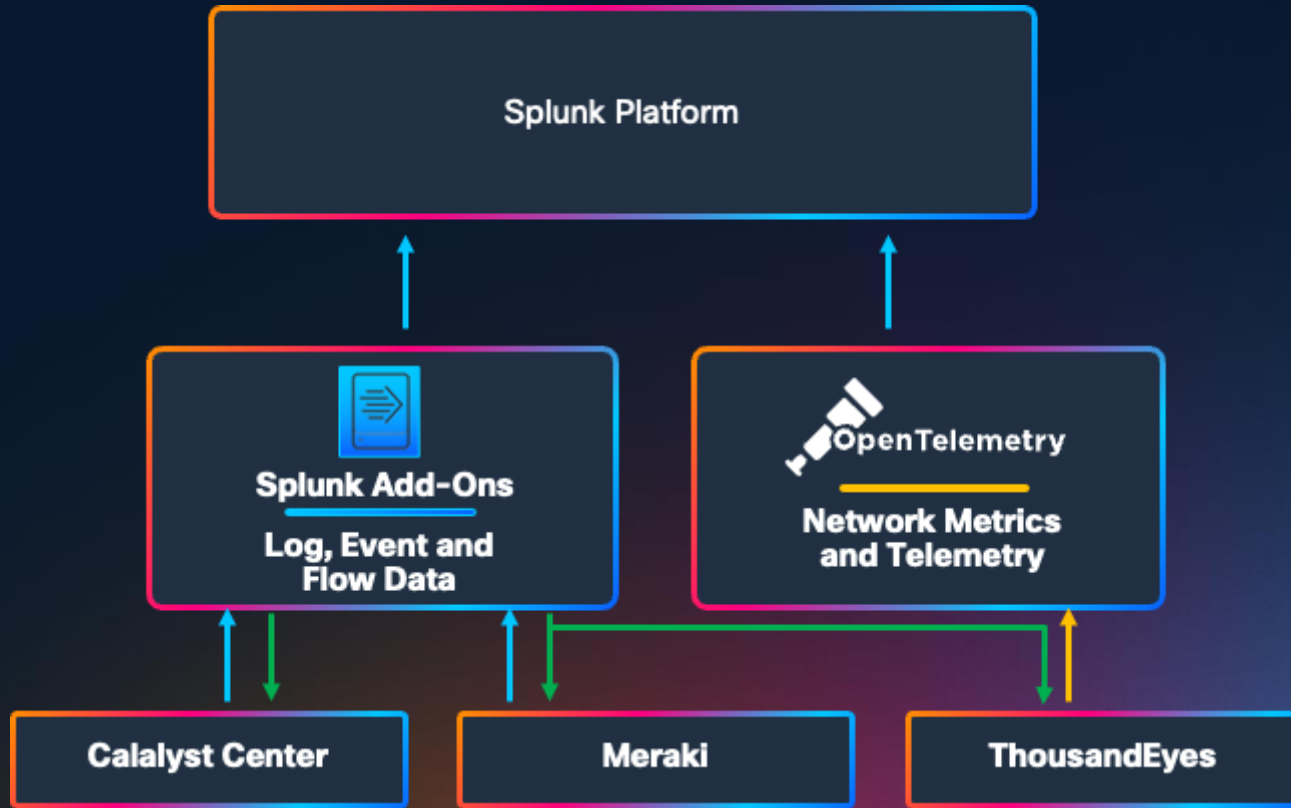 Splunk Platform
Splunk Add-Ons
Log, Event and
Flow Data
OpenTelemetry
Network Metrics
and Telemetry
Calalyst Center
Meraki
ThousandEyes